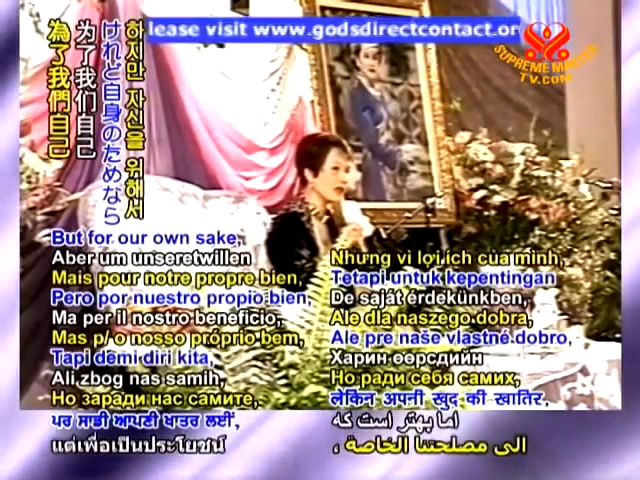 lease visit www.godsdirectcontact.or
SUPREME MASTER
TV.COM
為了我們自己
为了我们自己
けれど自身のためなら
하지만 자신을 위해서
But for our own sake,
Aber um unseretwillen
Mais pour notre propre bien,
Pero por nuestro propio bien,
Ma per il nostro beneficio,
Mas p/ o nosso próprio bem,
Tapi demi diri kita,
Ali zbog nas samih,
Но заради нас самите,
ਪਰ ਸਾਡੀ ਆਪਣੀ ਖਾਤਰ ਲਈ,
แต่เพื่อเป็นประโยชน์
Nhưng vì lợi ích của mình,
Tetapi untuk kepentingan
De saját érdekünkben,
Ale dla naszego dobra,
Ale pre naše vlastné dobro,
Харин өөрсдийн
Но ради себя самих,
लेकिन अपनी खुद की खातिर,
اما بهتر است که
الى مصلحتنا الخاصة ،